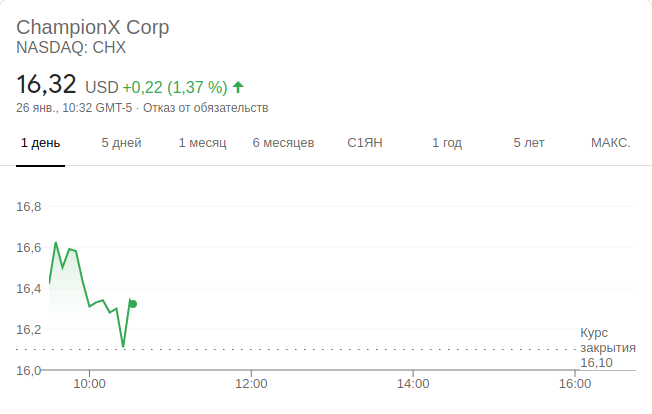 ChampionX Corp
NASDAQ: CHX
16,32 USD +0,22 (1,37 %)
26 янв., 10:32 GMT-5 · Отказ от обязательств
1 день 5 дней 1 месяц 6 месяцев С1ЯН 1 год 5 лет МАКС.
16,8
16,6
16,4
16,2
16,0
Курс
закрытия
16,10
10:00 12:00 14:00 16:00